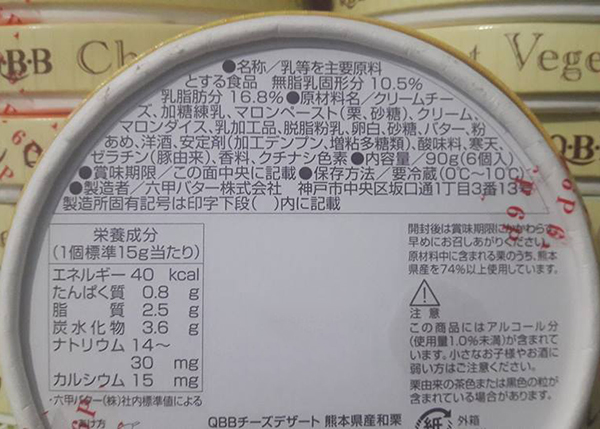 ●名称/乳等を主要原料
とする食品 無脂乳固形分 10.5%
乳脂肪分 16.8% ●原材料名/クリームチー
ズ、加糖練乳、マロンペースト(栗、砂糖)、クリーム、
マロンダイス、乳加工品、脱脂粉乳、卵白、砂糖、バター、粉
あめ、洋酒、安定剤(加工デンプン、増粘多糖類)、酸味料、寒天、
ゼラチン(豚由来)、香料、クチナシ色素 ●内容量/90g(6個入)
●賞味期限/この面中央に記載 ●保存方法/要冷蔵(0℃~10℃)
●製造者/六甲バター株式会社 神戸市中央区坂口通1丁目3番13
製造所固有記号は印字下段( )内に記載
栄養成分
(1個標準15g当たり)
エネルギー 40 kcal
たんぱく質 0.8 g
脂質 2.5 g
炭水化物 3.6 g
ナトリウム 14~
30 mg
カルシウム 15 mg
・六甲バター(株)社内標準値による
開封後は賞味期限にかかわらず
早めにお召しあがりください。
原材料中に含まれる栗のうち、熊本
県産を74%以上使用しています。
注意
この商品にはアルコール分
(使用量1.0%未満)が含まれて
います。小さなお子様やお酒に
弱い方はご注意ください。
栗由来の茶色または黒色の粒が
含まれている場合があります。
QBBチーズデザート 熊本県産和栗
紙 外箱
Q·B·B Ch
t Vege
Q·B·B